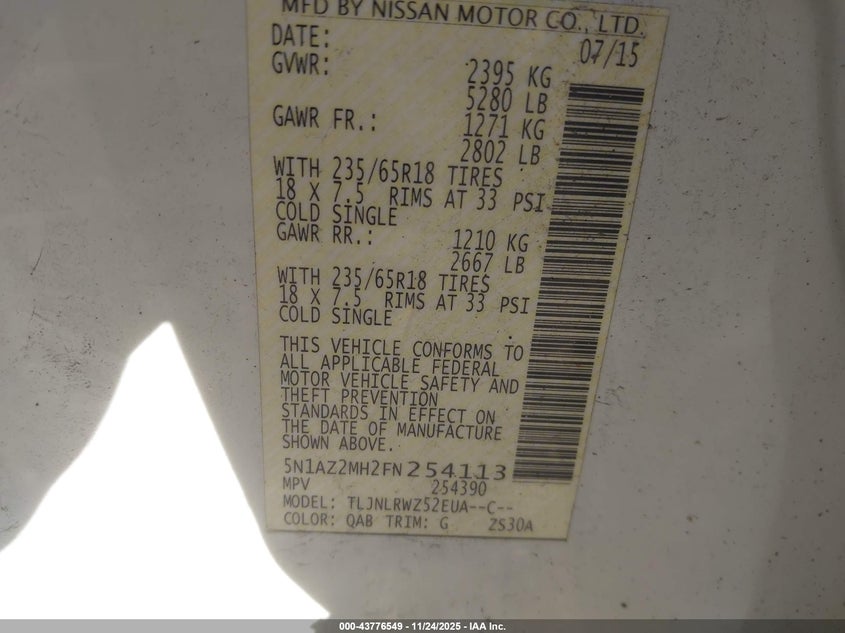 MFD BY NISSAN MOTOR CO., LTD.
DATE: 07/15
GVWR: 2395 KG
5280 LB
GAWR FR.: 1271 KG
2802 LB
WITH 235/65R18 TIRES
18 X 7.5 RIMS AT 33 PSI
COLD SINGLE
GAWR RR.: 1210 KG
2667 LB
WITH 235/65R18 TIRES
18 X 7.5 RIMS AT 33 PSI
COLD SINGLE
THIS VEHICLE CONFORMS TO
ALL APPLICABLE FEDERAL
MOTOR VEHICLE SAFETY AND
THEFT PREVENTION
STANDARDS IN EFFECT ON
THE DATE OF MANUFACTURE
SHOWN ABOVE.
5N1AZ2MH2FN254113
MPV 254390
MODEL: TLJNLRWZ52EUA--C--
COLOR: QAB TRIM: G ZS30A
000-43776549 - 11/24/2025 - IAA Inc.